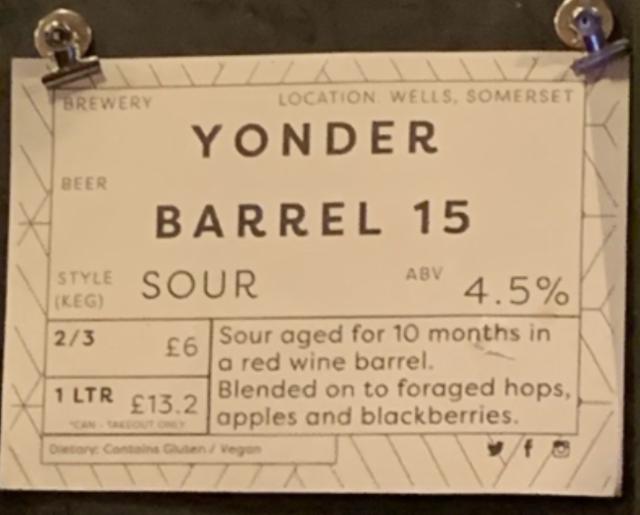 BREWERY LOCATION: WELLS, SOMERSET
YONDER
BEER
BARREL 15
STYLE (KEG) SOUR ABV 4.5%
2/3 £6
1 LTR £13.2
*CAN - TAKEOUT ONLY
Sour aged for 10 months in
a red wine barrel.
Blended on to foraged hops,
apples and blackberries.
Dietary: Contains Gluten / Vegan